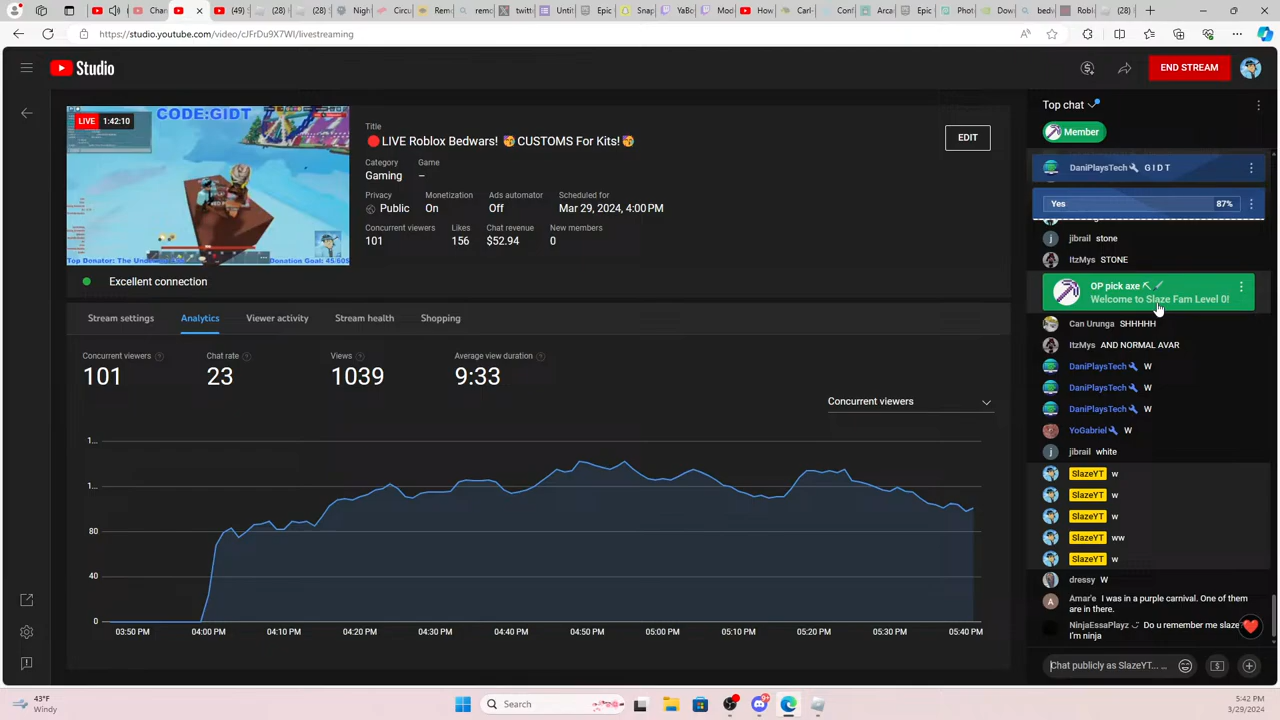 (49)
(28)
(28)
https://studio.youtube.com/video/cJFrDu9X7WI/livestreaming
Studio
END STREAM
LIVE 1:42:10
CODE:GIDT
Title
🔴LIVE Roblox Bedwars! 🥳CUSTOMS For Kits!🥳
EDIT
Category
Game
Gaming
–
Privacy
Monetization
Ads automator
Scheduled for
Public
On
Off
Mar 29, 2024, 4:00 PM
Concurrent viewers
Likes
Chat revenue
New members
101
156
$52.94
0
Excellent connection
Stream settings
Analytics
Viewer activity
Stream health
Shopping
Concurrent viewers
Chat rate
Views
Average view duration
101
23
1039
9:33
Concurrent viewers
1...
1...
80
40
0
03:50 PM
04:00 PM
04:10 PM
04:20 PM
04:30 PM
04:40 PM
04:50 PM
05:00 PM
05:10 PM
05:20 PM
05:30 PM
05:40 PM
Top chat
Member
DaniPlaysTech G I D T
Yes 87%
jibrail stone
ItzMys STONE
OP pick axe
Welcome to Slaze Fam Level 0!
Can Urunga SHHHHH
ItzMys AND NORMAL AVAR
DaniPlaysTech W
DaniPlaysTech W
DaniPlaysTech W
YoGabriel W
jibrail white
SlazeYT w
SlazeYT w
SlazeYT w
SlazeYT ww
SlazeYT w
dressy W
Amar'e I was in a purple carnival. One of them
are in there.
NinjaEssaPlayz Do u remember me slaze
I'm ninja
Chat publicly as SlazeYT... ...
43°F
Windy
Search
5:42 PM
3/29/2024